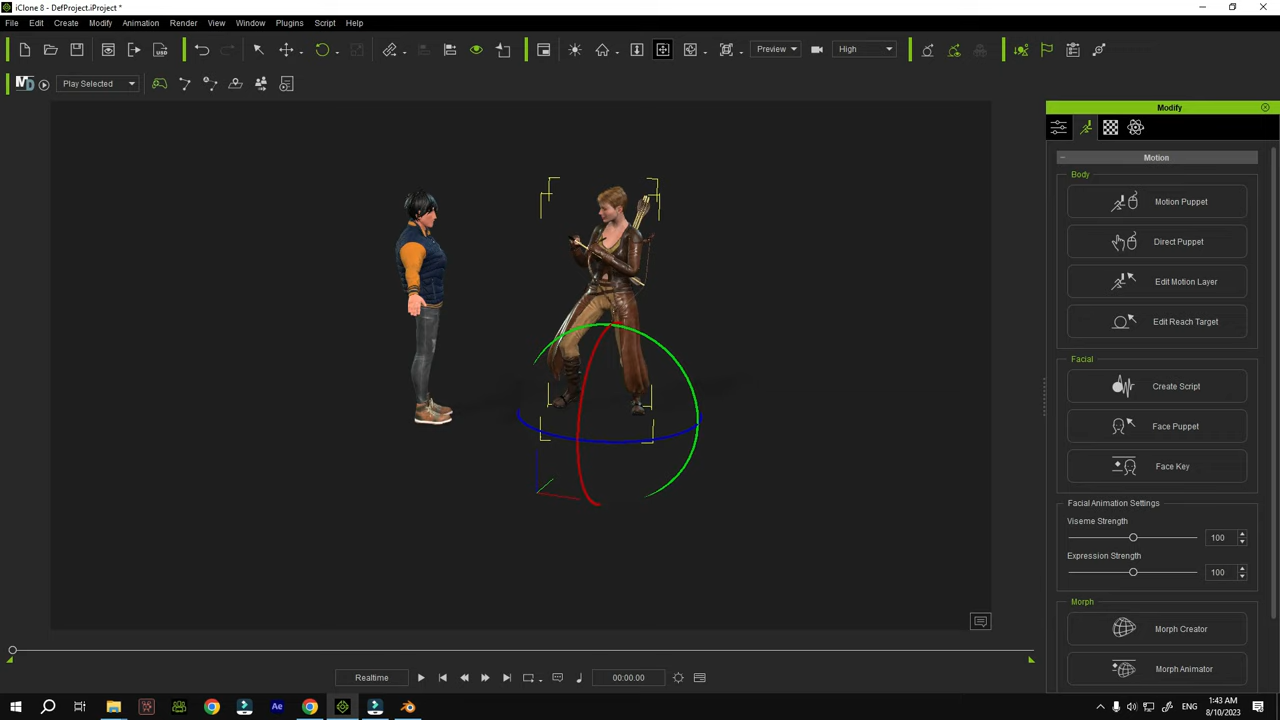 iClone 8 - DefProject.iProject *
File Edit Create Modify Animation Render View Window Plugins Script Help
USD Preview High
MD Play Selected
Modify
Motion
Body
Motion Puppet
Direct Puppet
Edit Motion Layer
Edit Reach Target
Facial
Create Script
Face Puppet
Face Key
Facial Animation Settings
Viseme Strength
100
Expression Strength
100
Morph
Morph Creator
Morph Animator
Realtime 00:00.00
Ae ENG 1:43 AM
8/10/2023